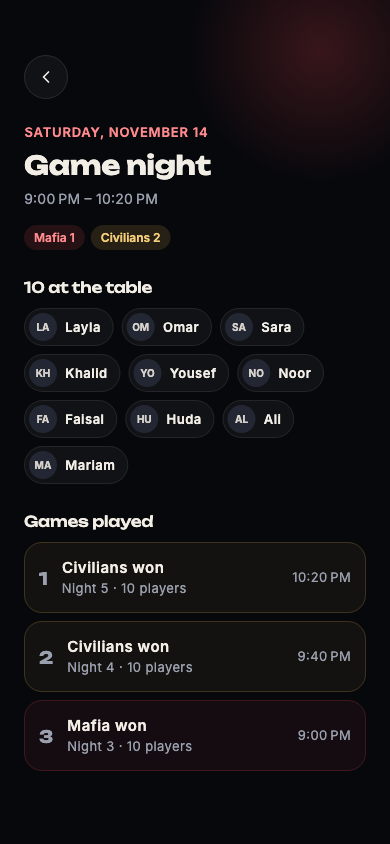 SATURDAY, NOVEMBER 14
Game night
9:00 PM – 10:20 PM
Mafia 1 Civilians 2
10 at the table
LA Layla OM Omar SA Sara
KH Khalid YO Yousef NO Noor
FA Faisal HU Huda AL Ali
MA Mariam
Games played
1 Civilians won 10:20 PM
Night 5 · 10 players
2 Civilians won 9:40 PM
Night 4 · 10 players
3 Mafia won 9:00 PM
Night 3 · 10 players